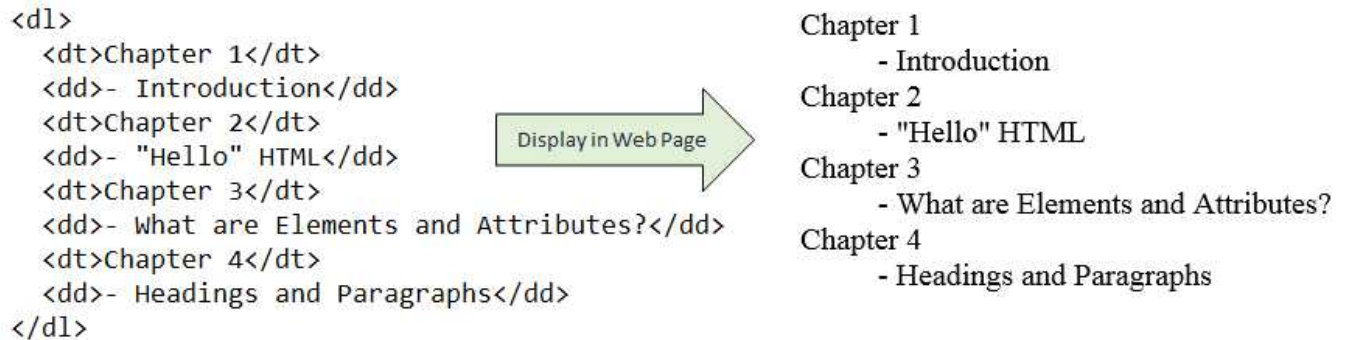 <dl>
<dt>Chapter 1</dt>
<dd>- Introduction</dd>
<dt>Chapter 2</dt>
<dd>- "Hello" HTML</dd>
<dt>Chapter 3</dt>
<dd>- What are Elements and Attributes?</dd>
<dt>Chapter 4</dt>
<dd>- Headings and Paragraphs</dd>
</dl>
Display in Web Page
Chapter 1
- Introduction
Chapter 2
- "Hello" HTML
Chapter 3
- What are Elements and Attributes?
Chapter 4
- Headings and Paragraphs